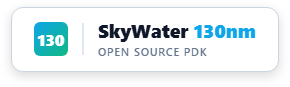 130
SkyWater 130nm
OPEN SOURCE PDK